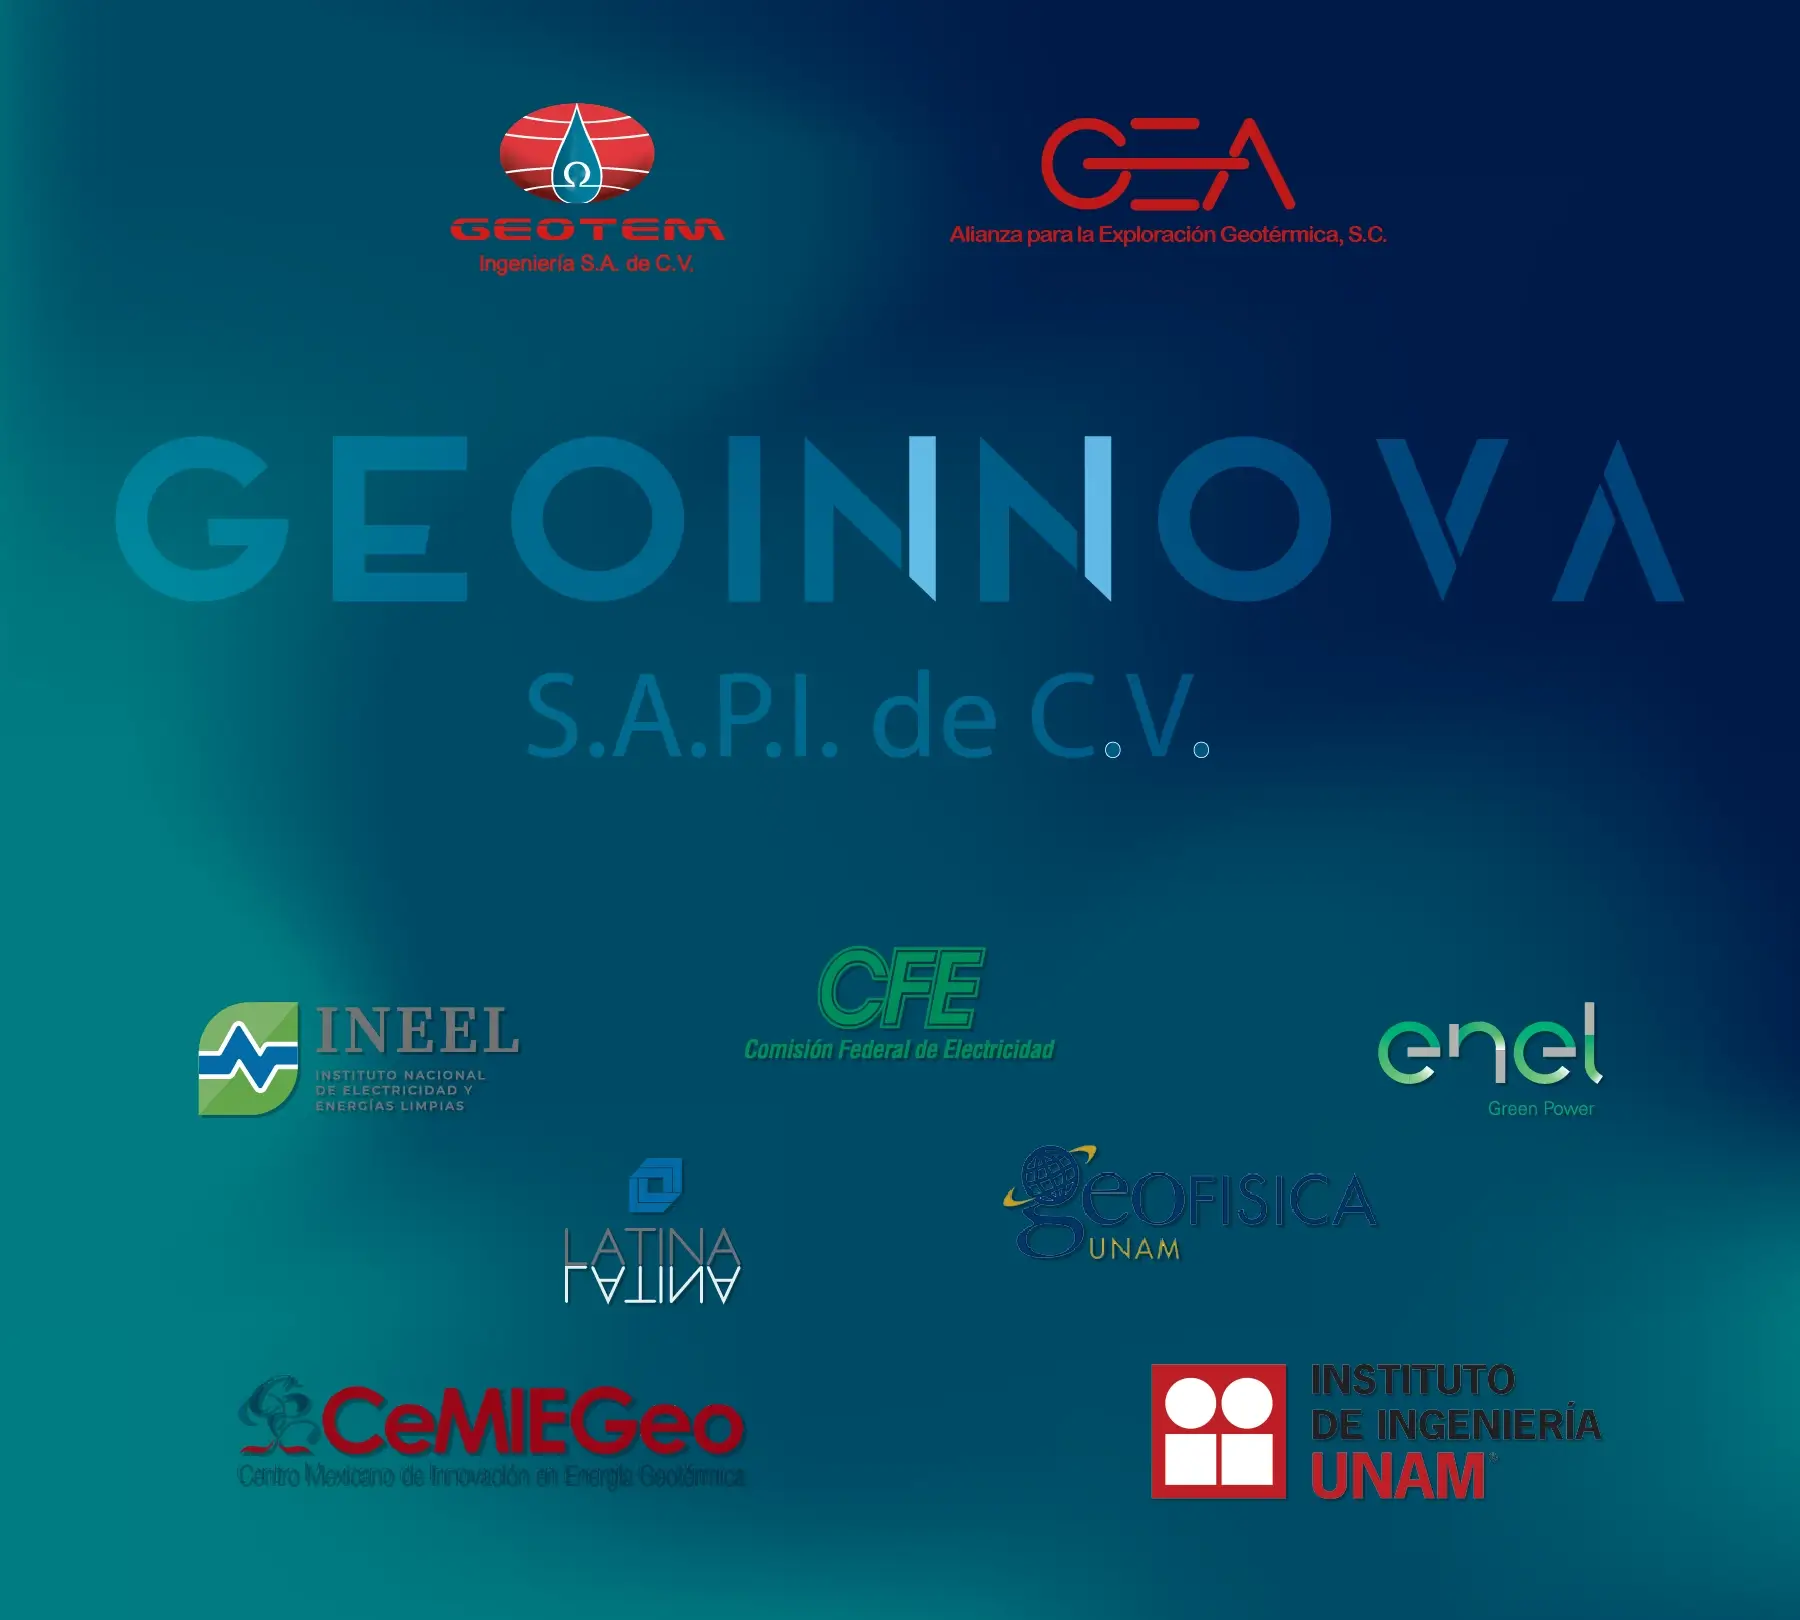 Ω
GEOTEM
Ingeniería S.A. de C.V.
GEA
Alianza para la Exploración Geotérmica, S.C.
GEOINNOVA
S.A.P.I. de C.V.
CFE
Comisión Federal de Electricidad
INEEL
INSTITUTO NACIONAL
DE ELECTRICIDAD Y
ENERGÍAS LIMPIAS
enel
Green Power
LATINA
LATINA
geOFISICA
UNAM
CeMIEGeo
Centro Mexicano de Innovación en Energía Geotérmica
INSTITUTO
DE INGENIERÍA
UNAM®